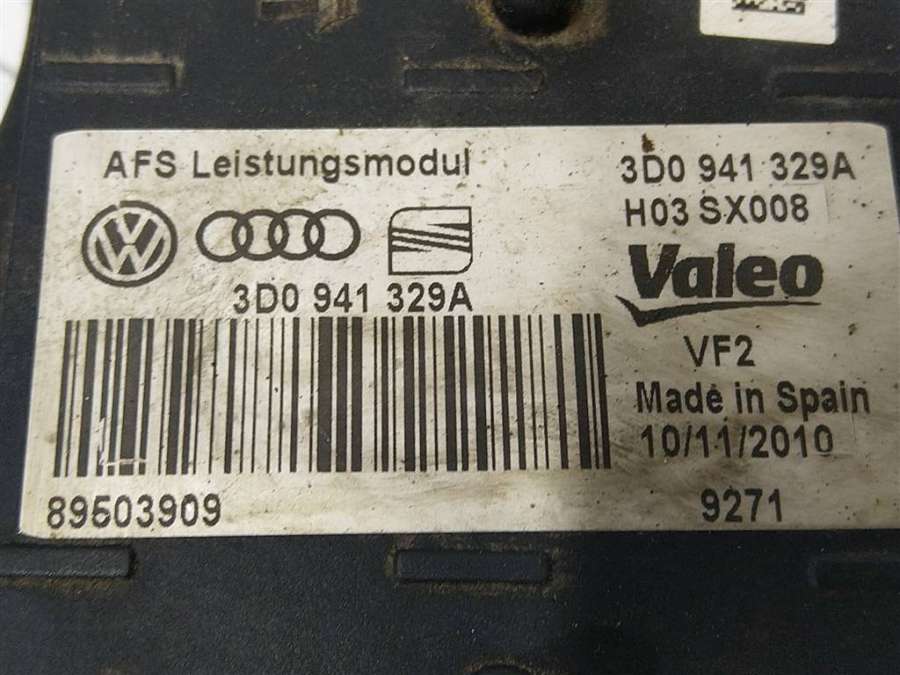 AFS Leistungsmodul
3D0 941 329A
H03 SX008
3D0 941 329A
Valeo
VF2
Made in Spain
10/11/2010
89503909
9271